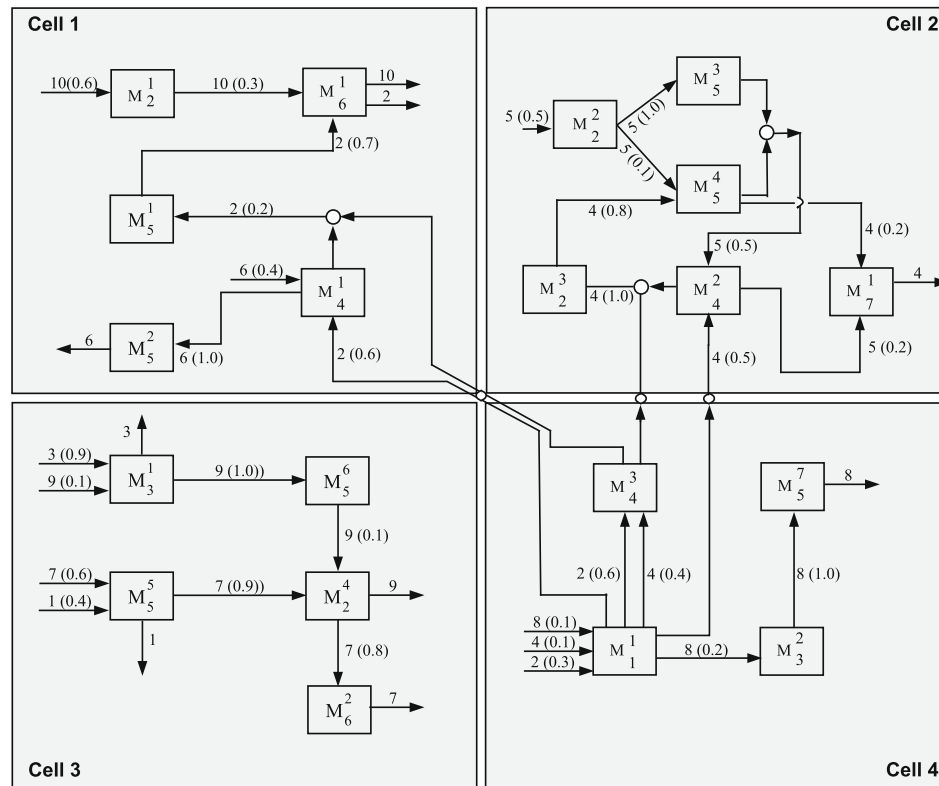 Cell 1
10(0.6)
M 1 2
10 (0.3)
M 1 6
10
2
2 (0.7)
M 1 5
2 (0.2)
6 (0.4)
M 1 4
M 2 5
6
6 (1.0)
2 (0.6)
Cell 2
5 (0.5)
M 2 2
5 (1.0)
5 (0.1)
M 3 5
M 4 5
4 (0.8)
4 (0.2)
5 (0.5)
M 3 2
4 (1.0)
M 2 4
M 1 7
4
4 (0.5)
5 (0.2)
3
3 (0.9)
9 (0.1)
M 1 3
9 (1.0))
M 6 5
9 (0.1)
7 (0.6)
1 (0.4)
M 5 5
7 (0.9))
M 4 2
9
1
7 (0.8)
M 2 6
7
Cell 3
M 3 4
M 7 5
8
2 (0.6)
4 (0.4)
8 (1.0)
8 (0.1)
4 (0.1)
2 (0.3)
M 1 1
8 (0.2)
M 2 3
Cell 4